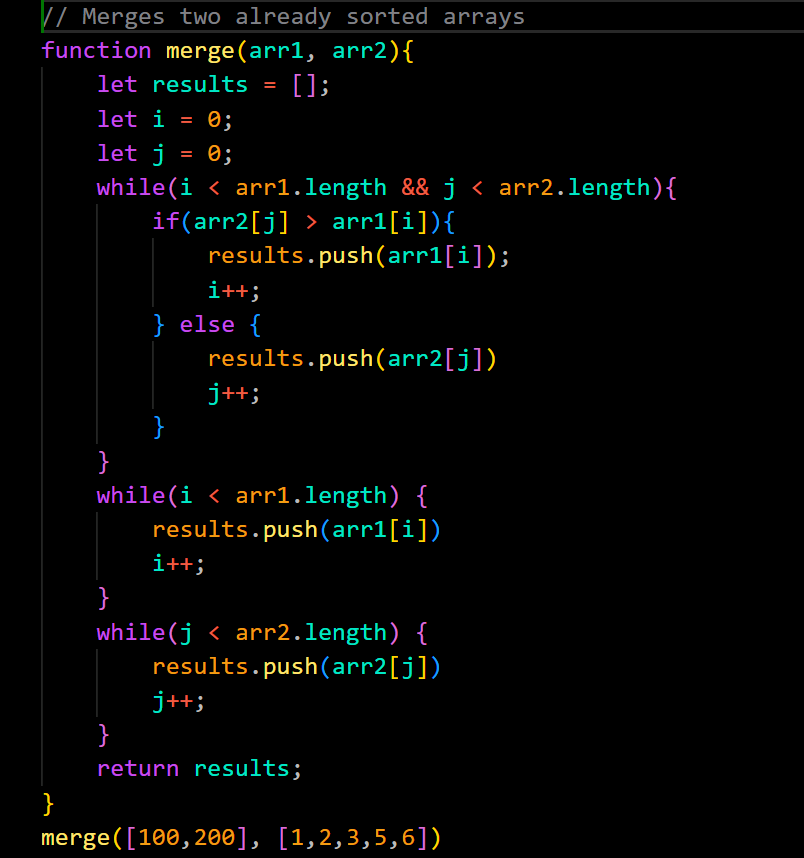 // Merges two already sorted arrays
function merge(arr1, arr2){
    let results = [];
    let i = 0;
    let j = 0;
    while(i < arr1.length && j < arr2.length){
        if(arr2[j] > arr1[i]){
            results.push(arr1[i]);
            i++;
        } else {
            results.push(arr2[j])
            j++;
        }
    }
    while(i < arr1.length) {
        results.push(arr1[i])
        i++;
    }
    while(j < arr2.length) {
        results.push(arr2[j])
        j++;
    }
    return results;
}
merge([100,200], [1,2,3,5,6])